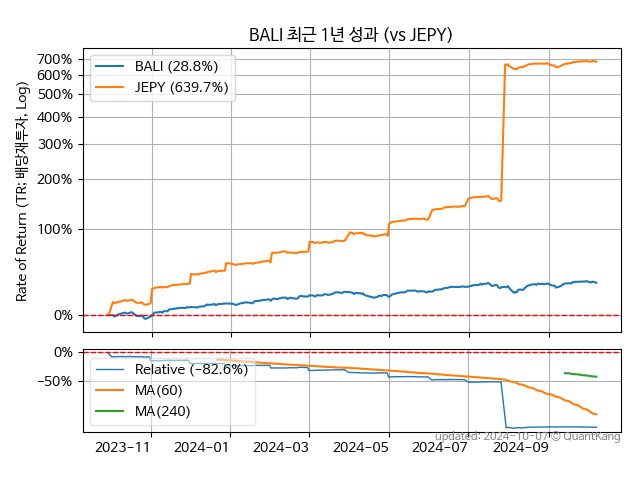 BALI 최근 1년 성과 (vs JEPY)
Rate of Return (TR; 배당재투자, Log)
700%
600%
500%
400%
300%
200%
100%
0%
BALI (28.8%)
JEPY (639.7%)
0%
−50%
Relative (−82.6%)
MA(60)
MA(240)
2023-11
2024-01
2024-03
2024-05
2024-07
2024-09
updated: 2024-10-07 © QuantKang